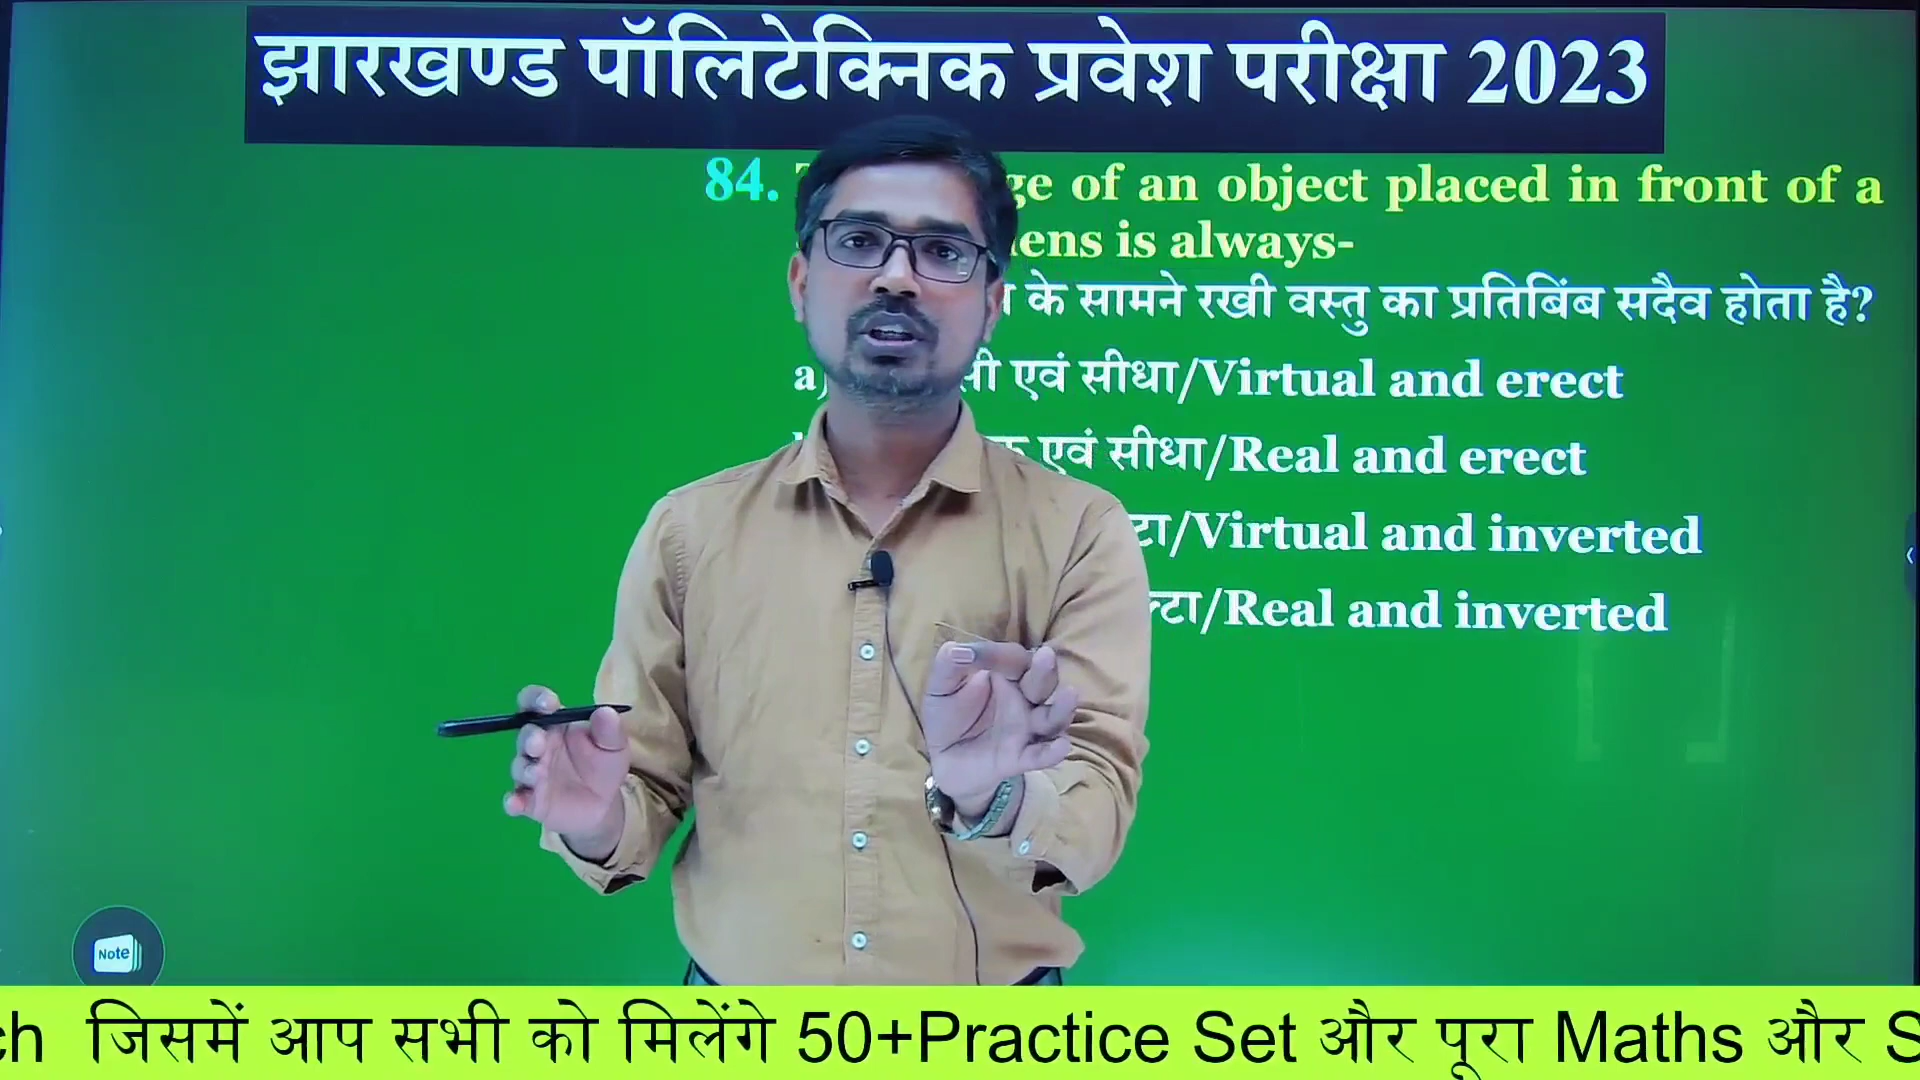 झारखण्ड पॉलिटेक्निक प्रवेश परीक्षा 2023
84. of an object placed in front of a
is always-
के सामने रखी वस्तु का प्रतिबिंब सदैव होता है?
a) एवं सीधा/Virtual and erect
एवं सीधा/Real and erect
/Virtual and inverted
/Real and inverted
Note
जिसमें आप सभी को मिलेंगे 50+Practice Set और पूरा Maths और